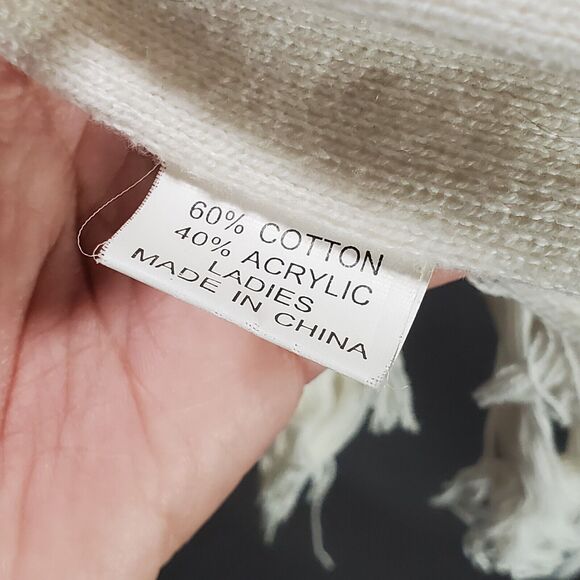 60% COTTON
40% ACRYLIC
LADIES
MADE IN CHINA